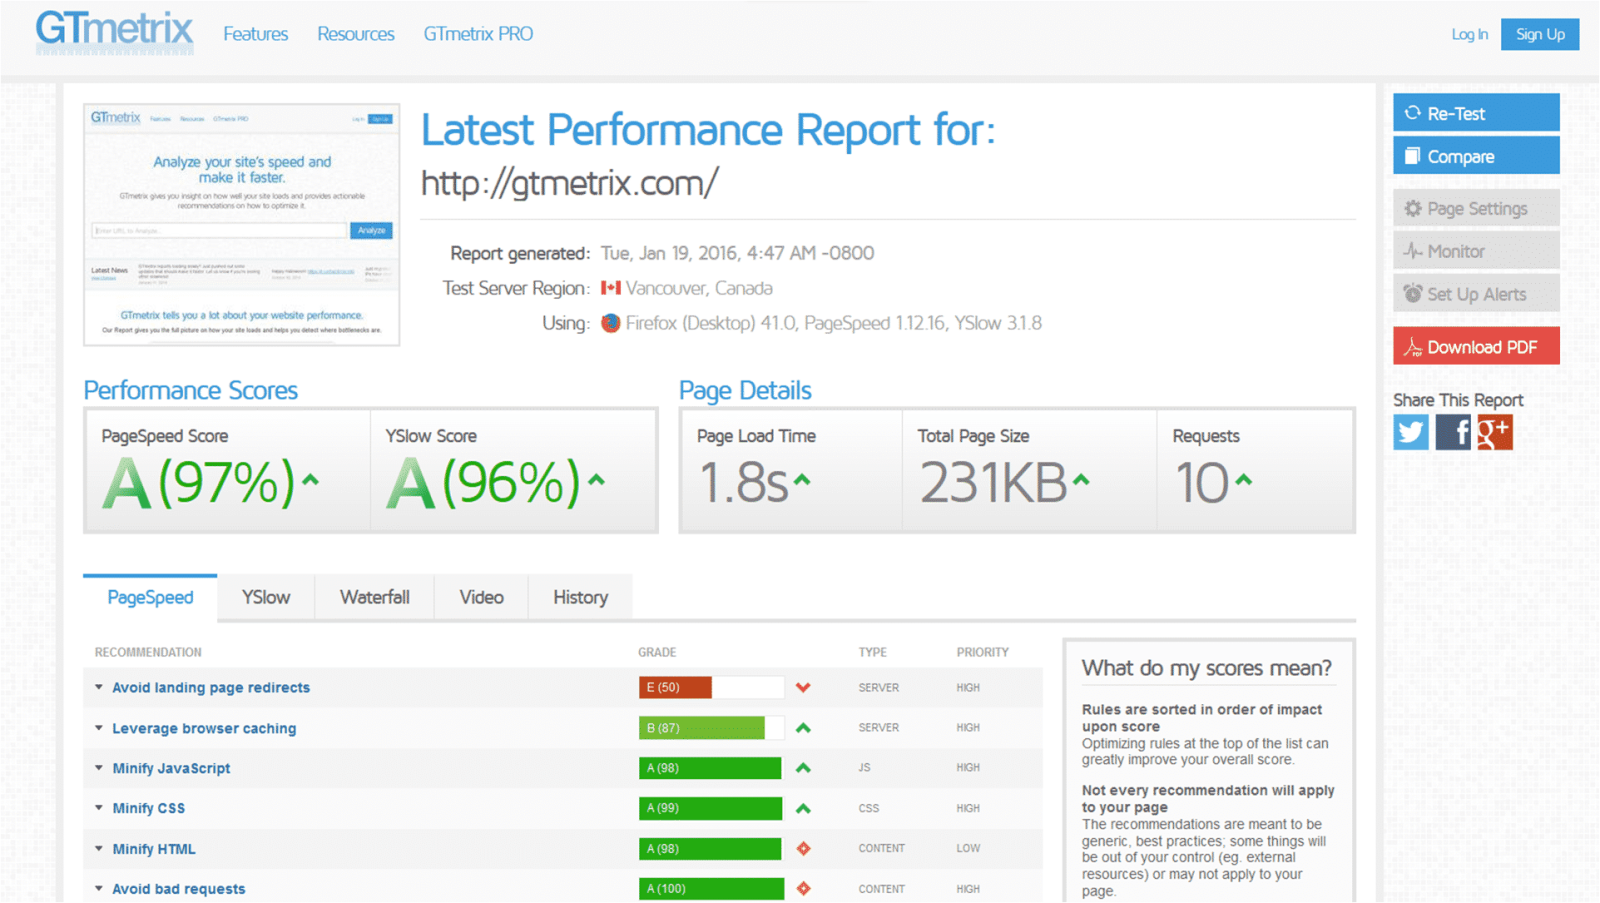 GTmetrix
Features
Resources
GTmetrix PRO
Log In
Sign Up
GTmetrix
Features
Resources
GTmetrix PRO
Log In
Sign Up
Analyze your site's speed and
make it faster.
GTmetrix gives you insight on how well your site loads and provides actionable
recommendations on how to optimize it.
Enter URL to Analyze...
Analyze
Latest News
GTmetrix tells you a lot about your website performance.
Our Report gives you the full picture on how your site loads and helps you detect where bottlenecks are.
Latest Performance Report for:
http://gtmetrix.com/
Report generated: Tue, Jan 19, 2016, 4:47 AM -0800
Test Server Region: Vancouver, Canada
Using: Firefox (Desktop) 41.0, PageSpeed 1.12.16, YSlow 3.1.8
Re-Test
Compare
Page Settings
Monitor
Set Up Alerts
Download PDF
Share This Report
Performance Scores
PageSpeed Score
A (97%)
YSlow Score
A (96%)
Page Details
Page Load Time
1.8s
Total Page Size
231KB
Requests
10
PageSpeed
YSlow
Waterfall
Video
History
RECOMMENDATION GRADE TYPE PRIORITY
Avoid landing page redirects E (50) SERVER HIGH
Leverage browser caching B (87) SERVER HIGH
Minify JavaScript A (98) JS HIGH
Minify CSS A (99) CSS HIGH
Minify HTML A (98) CONTENT LOW
Avoid bad requests A (100) CONTENT HIGH
What do my scores mean?
Rules are sorted in order of impact
upon score
Optimizing rules at the top of the list can
greatly improve your overall score.
Not every recommendation will apply
to your page
The recommendations are meant to be
generic, best practices; some things will
be out of your control (eg. external
resources) or may not apply to your
page.